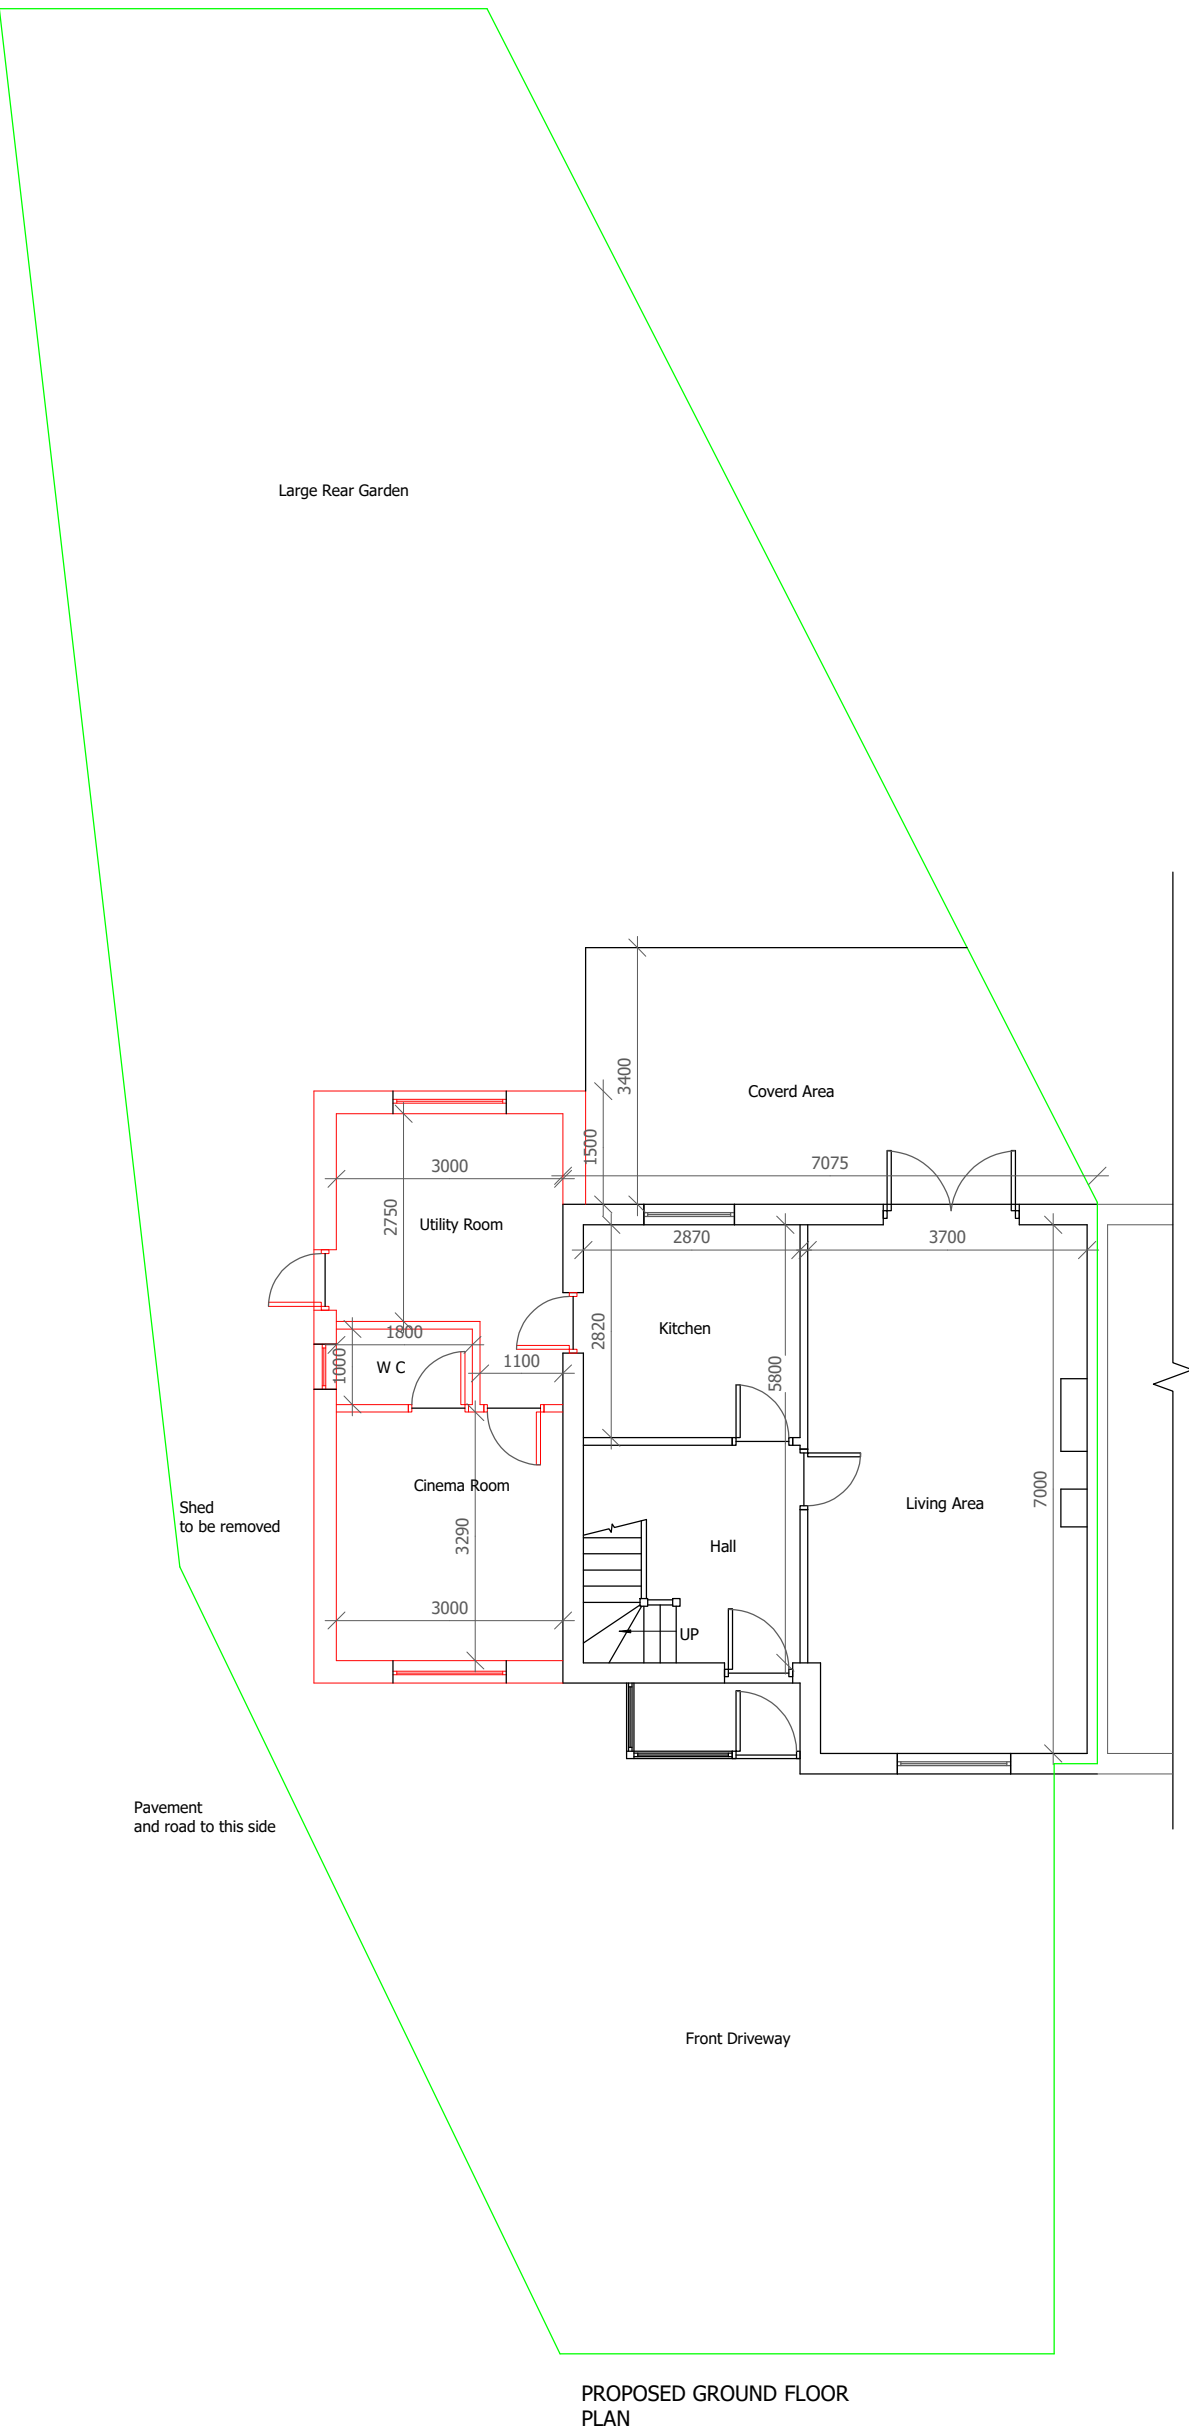 Large Rear Garden
3400
Coverd Area
1500
7075
3000
2750
Utility Room
2870
3700
2820
Kitchen
1800
1000
W C
1100
5800
Cinema Room
7000
Living Area
Shed
to be removed
3290
Hall
3000
UP
Pavement
and road to this side
Front Driveway
PROPOSED GROUND FLOOR
PLAN